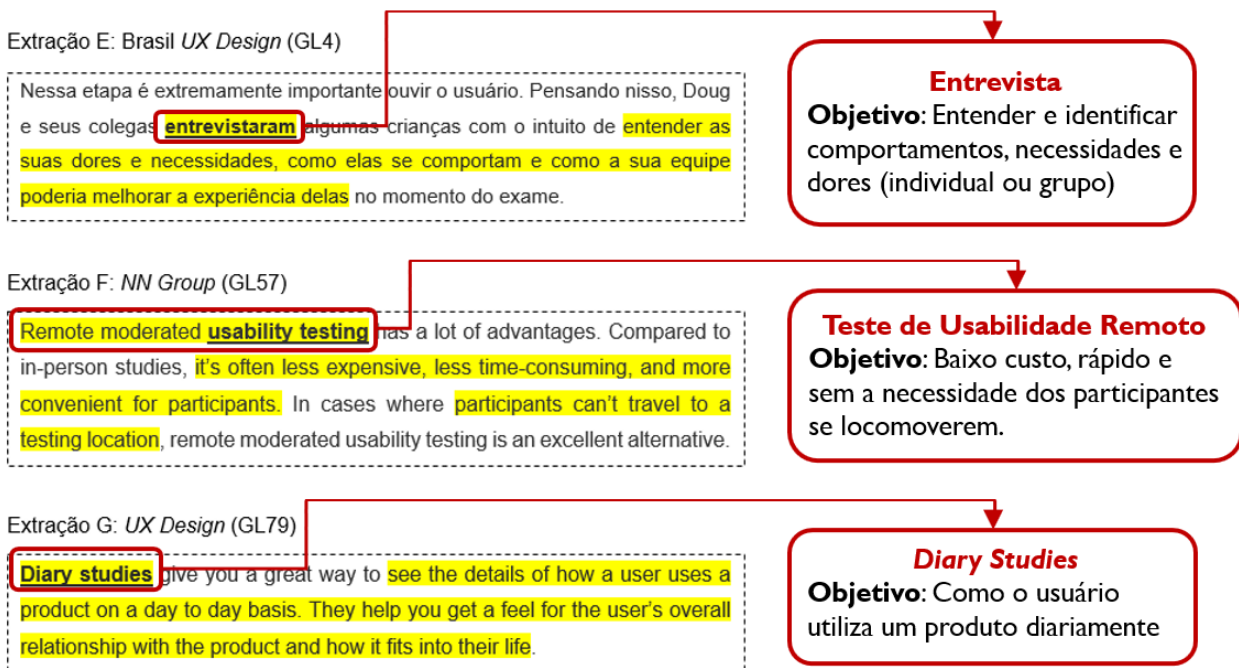 Extração E: Brasil UX Design (GL4)
Nessa etapa é extremamente importante ouvir o usuário. Pensando nisso, Doug
e seus colegas entrevistaram algumas crianças com o intuito de entender as
suas dores e necessidades, como elas se comportam e como a sua equipe
poderia melhorar a experiência delas no momento do exame.
Entrevista
Objetivo: Entender e identificar
comportamentos, necessidades e
dores (individual ou grupo)
Extração F: NN Group (GL57)
Remote moderated usability testing has a lot of advantages. Compared to
in-person studies, it's often less expensive, less time-consuming, and more
convenient for participants. In cases where participants can't travel to a
testing location, remote moderated usability testing is an excellent alternative.
Teste de Usabilidade Remoto
Objetivo: Baixo custo, rápido e
sem a necessidade dos participantes
se locomoverem.
Extração G: UX Design (GL79)
Diary studies give you a great way to see the details of how a user uses a
product on a day to day basis. They help you get a feel for the user's overall
relationship with the product and how it fits into their life.
Diary Studies
Objetivo: Como o usuário
utiliza um produto diariamente